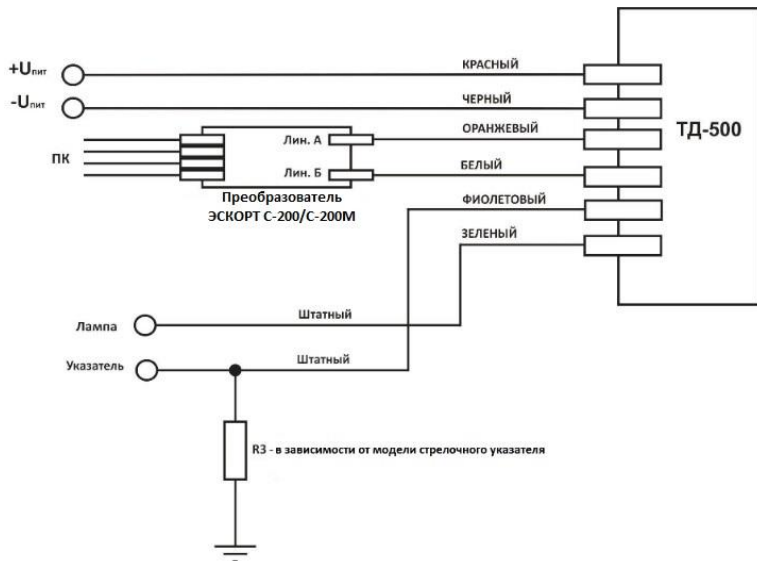 +Uпит
КРАСНЫЙ
-Uпит
ЧЕРНЫЙ
ТД-500
ОРАНЖЕВЫЙ
Лин. А
ПК
БЕЛЫЙ
Лин. Б
Преобразователь
ЭСКОРТ С-200/С-200М
ФИОЛЕТОВЫЙ
ЗЕЛЕНЫЙ
Штатный
Лампа
Штатный
Указатель
R3 - в зависимости от модели стрелочного указателя